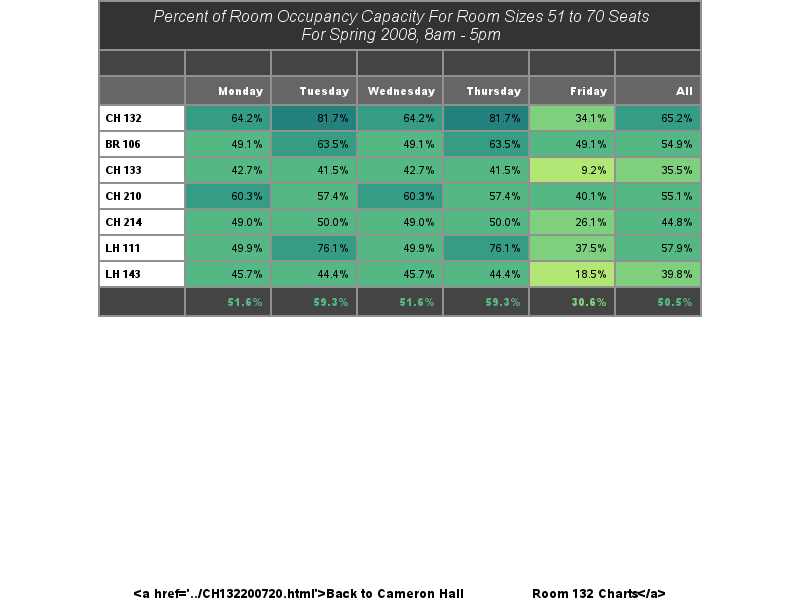 Percent of Room Occupancy Capacity For Room Sizes 51 to 70 Seats
For Spring 2008, 8am - 5pm
Monday Tuesday Wednesday Thursday Friday All
CH 132 64.2% 81.7% 64.2% 81.7% 34.1% 65.2%
BR 106 49.1% 63.5% 49.1% 63.5% 49.1% 54.9%
CH 133 42.7% 41.5% 42.7% 41.5% 9.2% 35.5%
CH 210 60.3% 57.4% 60.3% 57.4% 40.1% 55.1%
CH 214 49.0% 50.0% 49.0% 50.0% 26.1% 44.8%
LH 111 49.9% 76.1% 49.9% 76.1% 37.5% 57.9%
LH 143 45.7% 44.4% 45.7% 44.4% 18.5% 39.8%
51.6% 59.3% 51.6% 59.3% 30.6% 50.5%
<a href='../CH132200720.html'>Back to Cameron Hall Room 132 Charts</a>